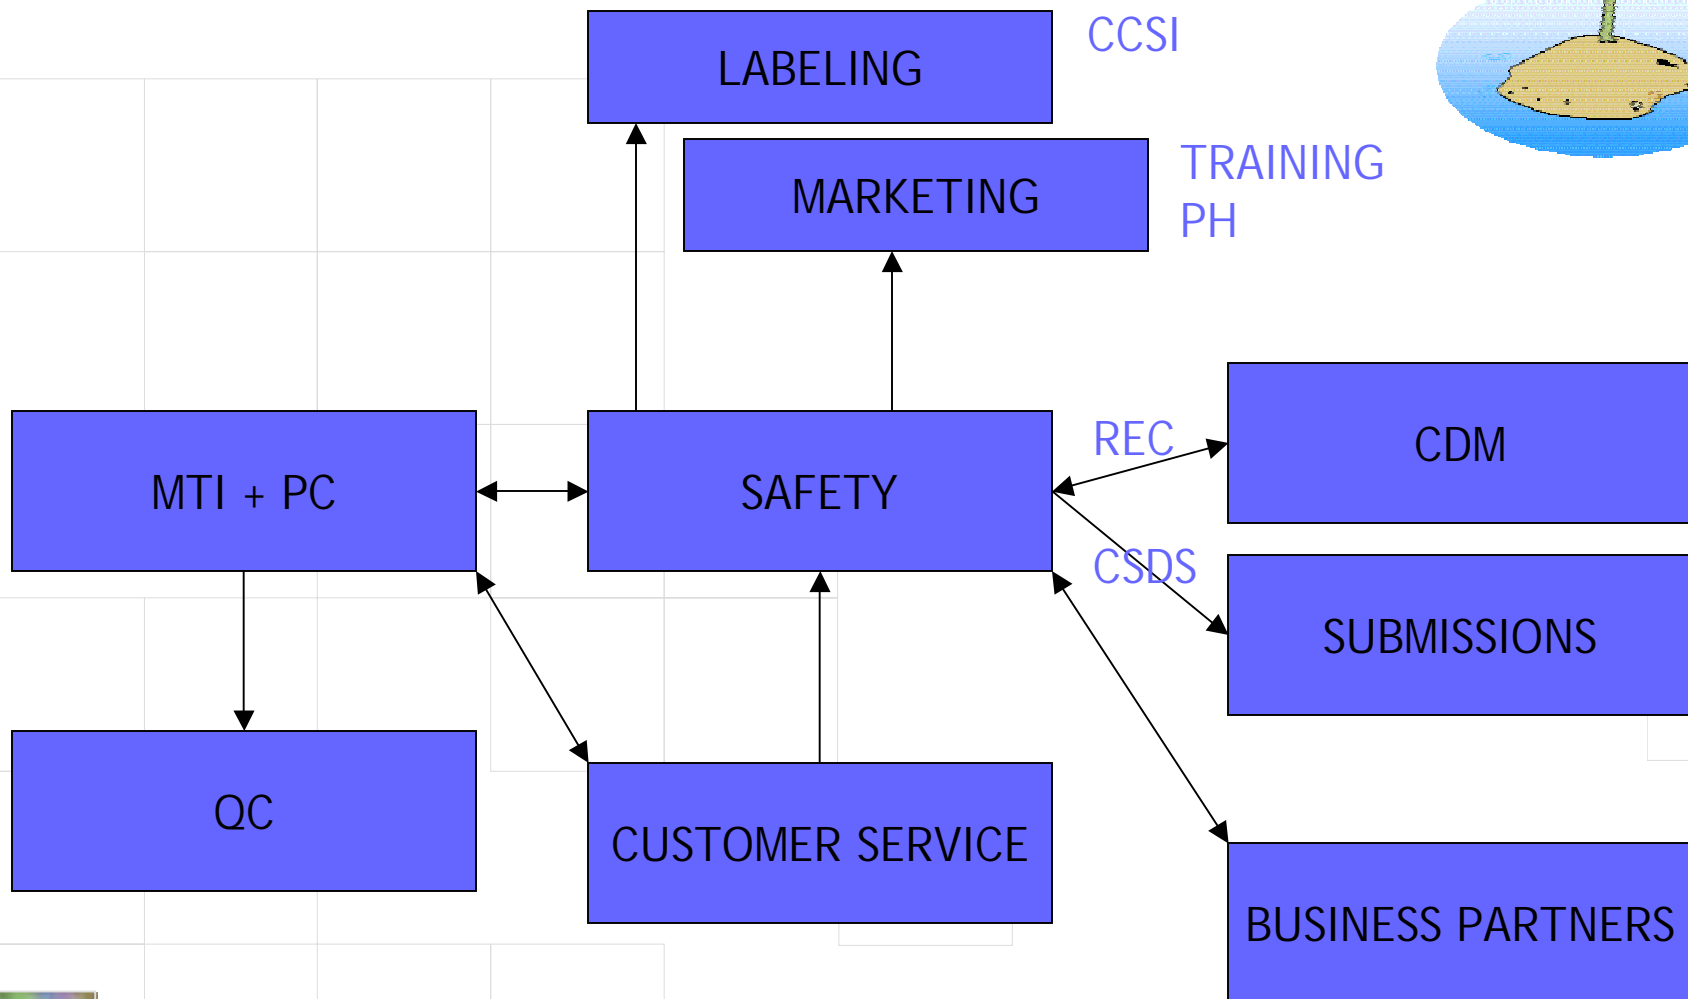 LABELING
CCSI
MARKETING
TRAINING
PH
MTI + PC
SAFETY
REC
CDM
CSDS
SUBMISSIONS
QC
CUSTOMER SERVICE
BUSINESS PARTNERS